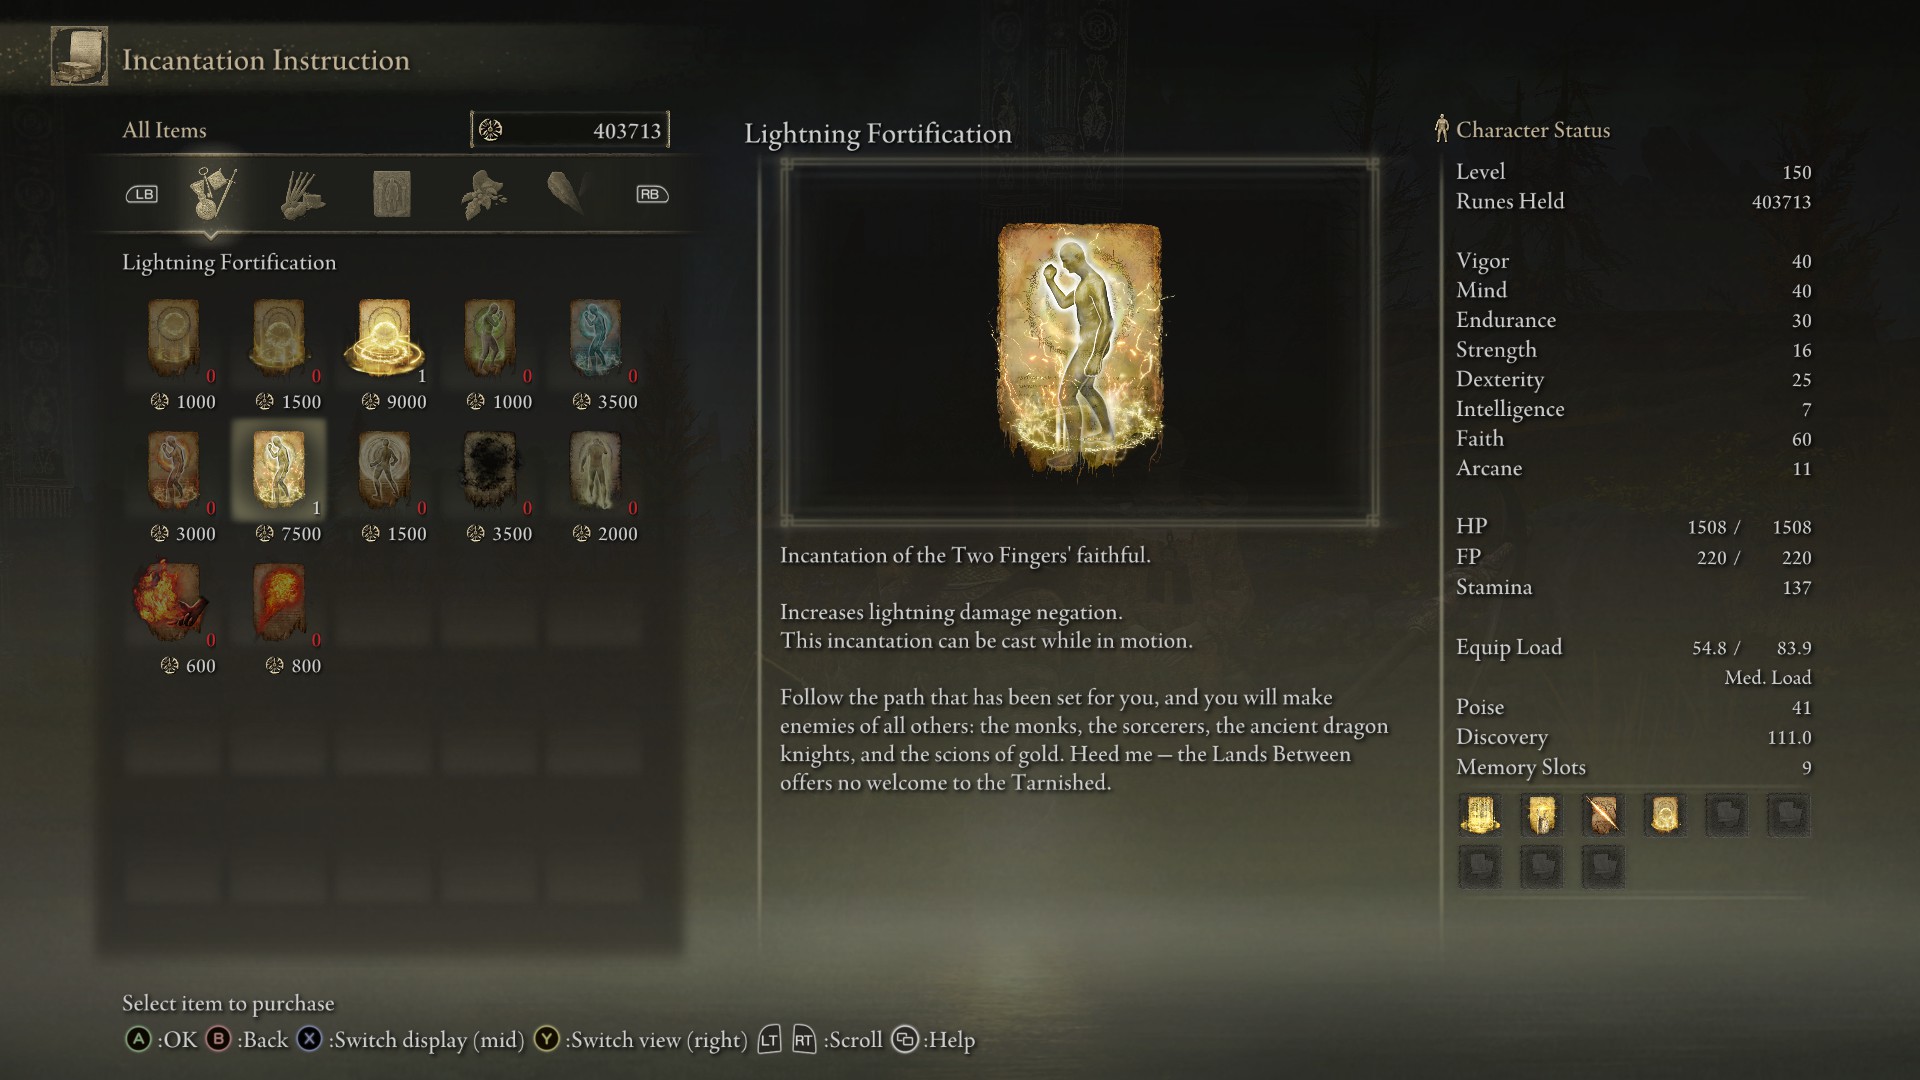 Incantation Instruction
All Items
403713
LB
RB
Lightning Fortification
0 0 1 0 0
1000 1500 9000 1000 3500
0 1 0 0 0
3000 7500 1500 3500 2000
0 0
600 800
Lightning Fortification
Incantation of the Two Fingers' faithful.
Increases lightning damage negation.
This incantation can be cast while in motion.
Follow the path that has been set for you, and you will make
enemies of all others: the monks, the sorcerers, the ancient dragon
knights, and the scions of gold. Heed me — the Lands Between
offers no welcome to the Tarnished.
Character Status
Level 150
Runes Held 403713
Vigor 40
Mind 40
Endurance 30
Strength 16
Dexterity 25
Intelligence 7
Faith 60
Arcane 11
HP 1508 / 1508
FP 220 / 220
Stamina 137
Equip Load 54.8 / 83.9
Med. Load
Poise 41
Discovery 111.0
Memory Slots 9
Select item to purchase
A :OK B :Back X :Switch display (mid) Y :Switch view (right) LT RT :Scroll :Help